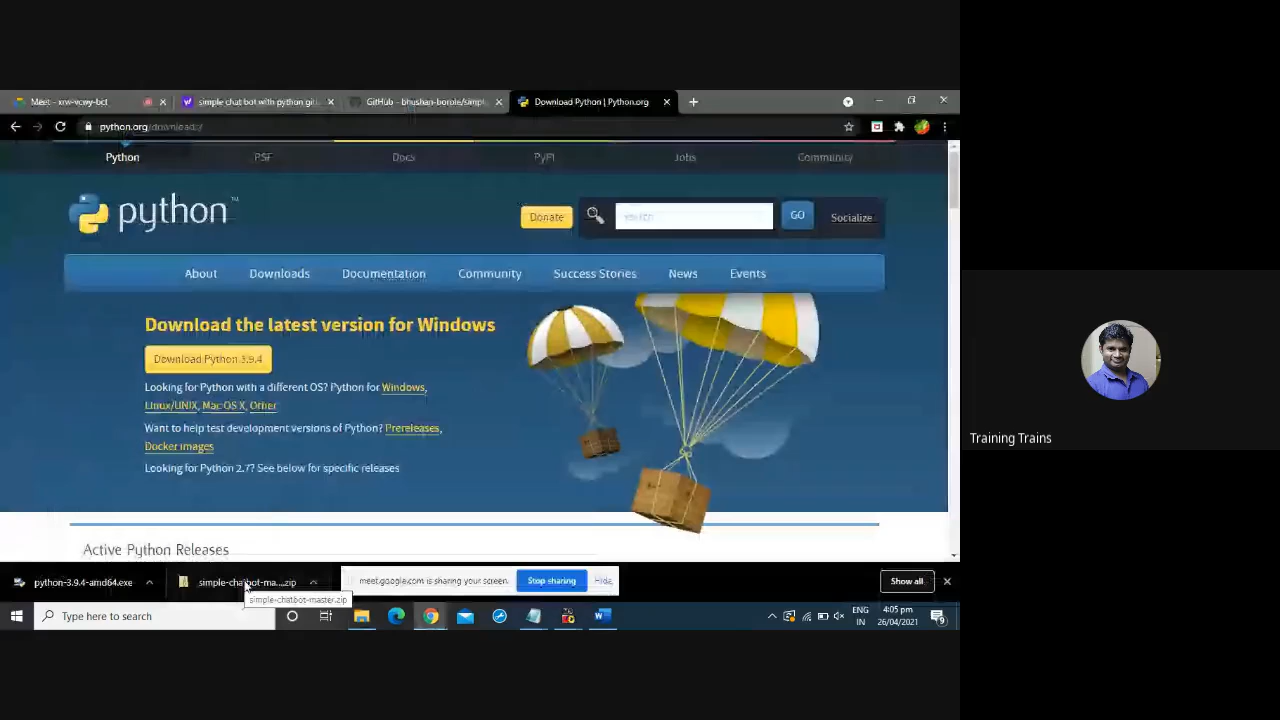 Meet – xrw-vcwy-bct
simple chat bot with python git
GitHub - bhushan-borole/simpl
Download Python | Python.org
python.org/downloads/
Python
PSF
Docs
PyPI
Jobs
Community
python™
Donate
Search
GO
Socialize
About
Downloads
Documentation
Community
Success Stories
News
Events
Download the latest version for Windows
Download Python 3.9.4
Looking for Python with a different OS? Python for Windows,
Linux/UNIX, Mac OS X, Other
Want to help test development versions of Python? Prereleases,
Docker images
Looking for Python 2.7? See below for specific releases
Active Python Releases
Training Trains
python-3.9.4-amd64.exe
simple-chatbot-ma...zip
meet.google.com is sharing your screen.
Stop sharing
Hide
Show all
simple-chatbot-master.zip
Type here to search
ENG
IN
4:05 pm
26/04/2021
9